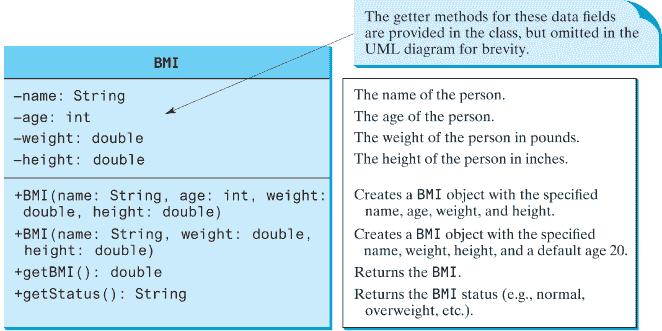 The getter methods for these data fields
are provided in the class, but omitted in the
UML diagram for brevity.
BMI
–name: String
–age: int
–weight: double
–height: double
The name of the person.
The age of the person.
The weight of the person in pounds.
The height of the person in inches.
+BMI(name: String, age: int, weight:
double, height: double)
+BMI(name: String, weight: double,
height: double)
+getBMI(): double
+getStatus(): String
Creates a BMI object with the specified
name, age, weight, and height.
Creates a BMI object with the specified
name, weight, height, and a default age 20.
Returns the BMI.
Returns the BMI status (e.g., normal,
overweight, etc.).